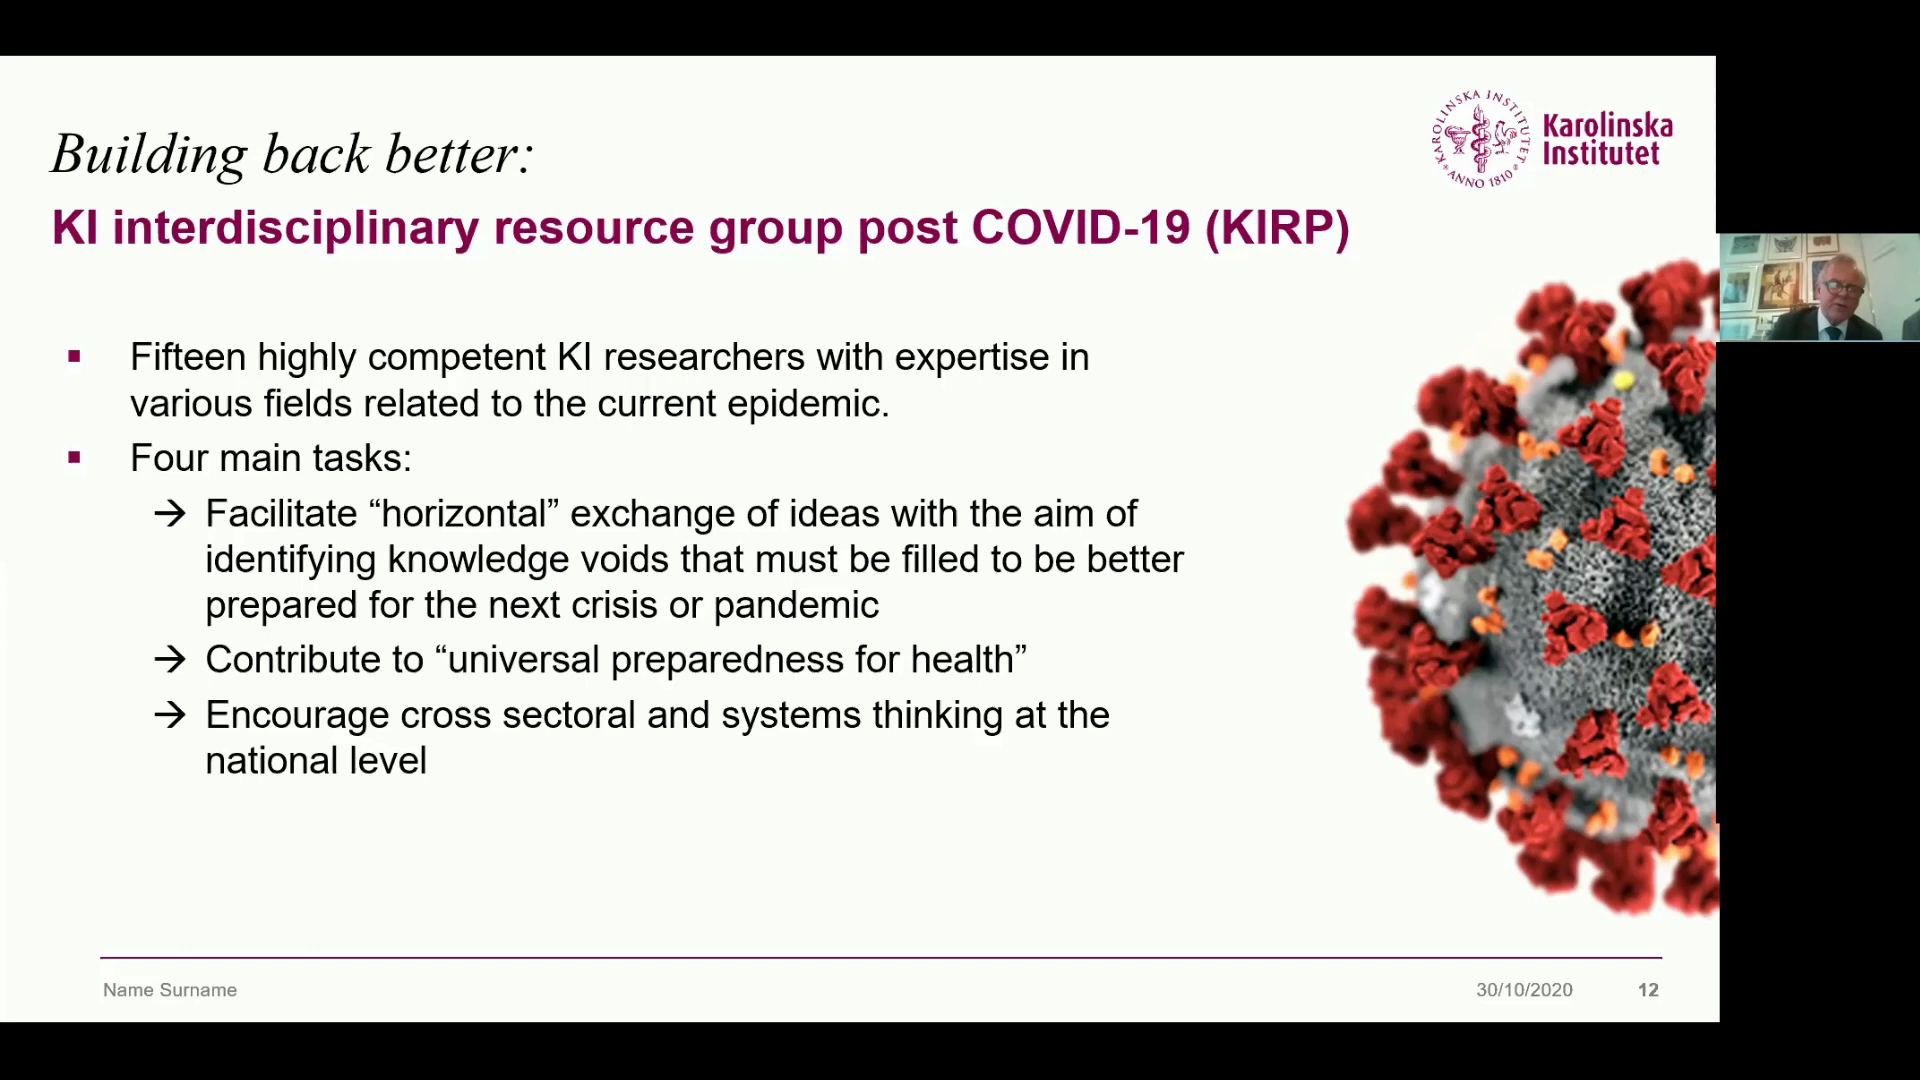 Building back better:
KI interdisciplinary resource group post COVID-19 (KIRP)
KAROLINSKA INSTITUTET
ANNO 1810
Karolinska
Institutet
▪ Fifteen highly competent KI researchers with expertise in
various fields related to the current epidemic.
▪ Four main tasks:
→ Facilitate “horizontal” exchange of ideas with the aim of
identifying knowledge voids that must be filled to be better
prepared for the next crisis or pandemic
→ Contribute to “universal preparedness for health”
→ Encourage cross sectoral and systems thinking at the
national level
Name Surname
30/10/2020
12